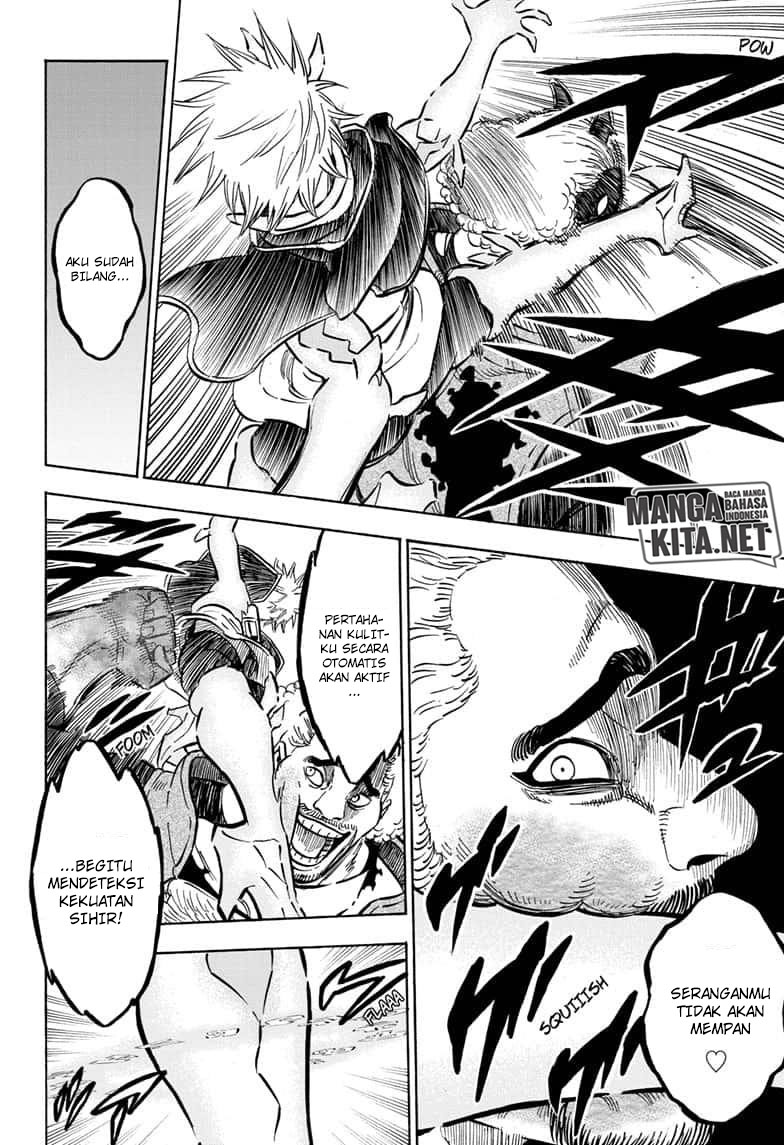 POW
AKU SUDAH
BILANG...
MANGA
KITA.NET
BACA MANGA
BAHASA
INDONESIA
PERTAHA-
NAN KULIT-
KU SECARA
OTOMATIS
AKAN AKTIF
...
FOOM
...BEGITU
MENDETEKSI
KEKUATAN
SIHIR!
SQUIIISH
SERANGANMU
TIDAK AKAN
MEMPAN
♡
FLAAA